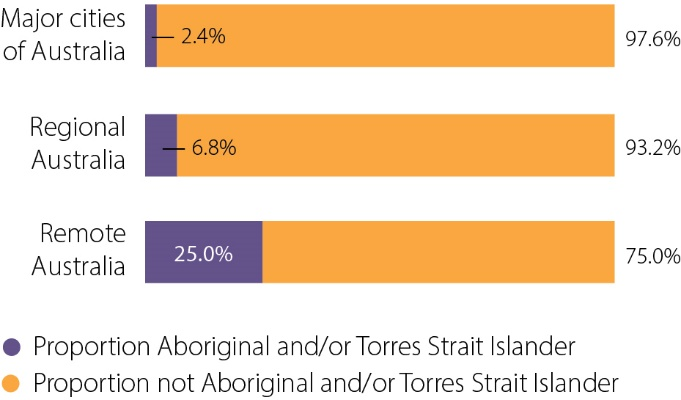 Major cities
of Australia
2.4%
97.6%
Regional
Australia
6.8%
93.2%
Remote
Australia
25.0%
75.0%
Proportion Aboriginal and/or Torres Strait Islander
Proportion not Aboriginal and/or Torres Strait Islander